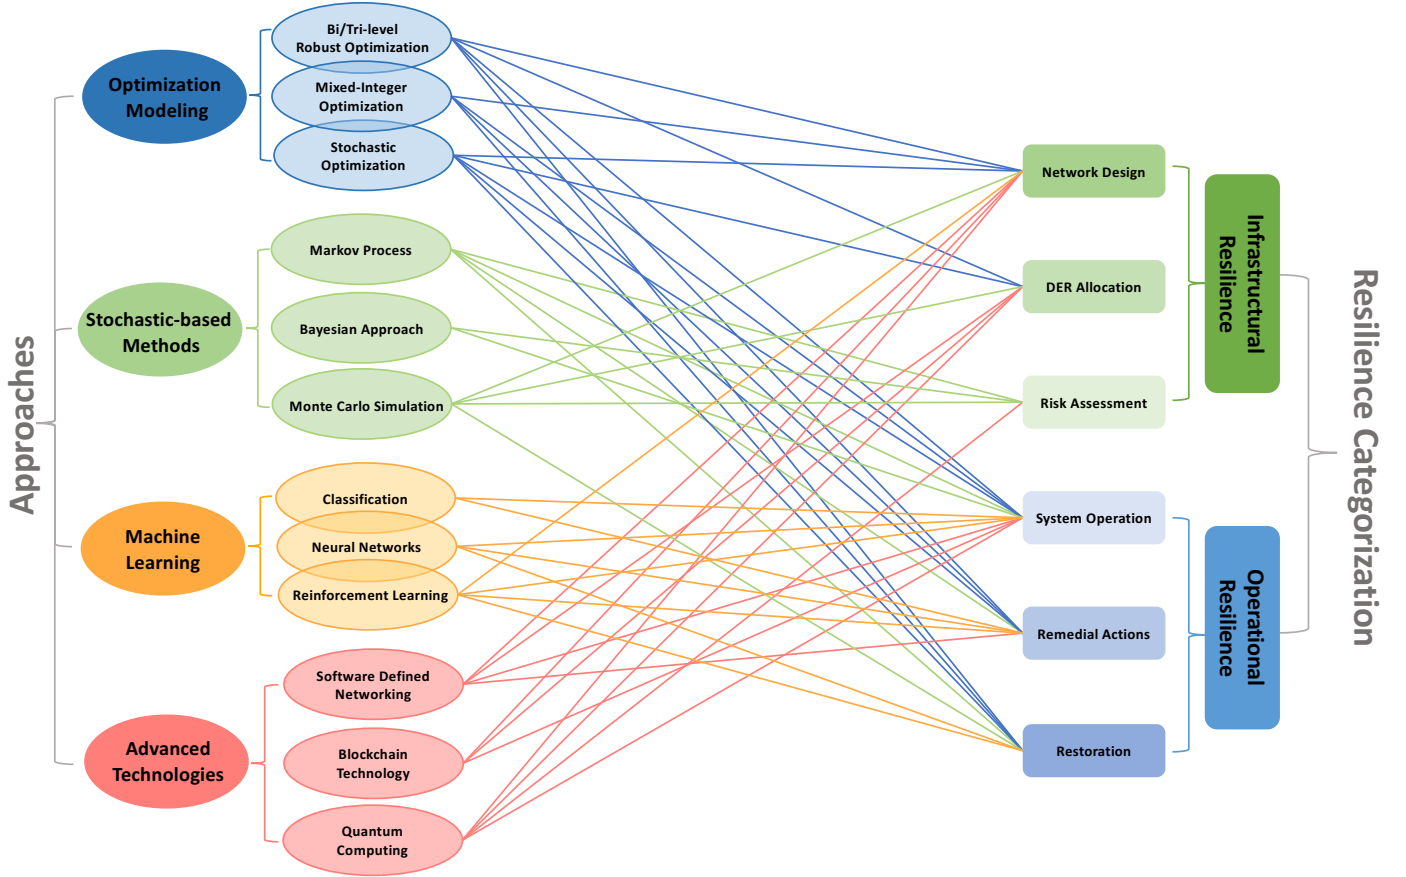 Approaches
Optimization
Modeling
Bi/Tri-level
Robust Optimization
Mixed-Integer
Optimization
Stochastic
Optimization
Stochastic-based
Methods
Markov Process
Bayesian Approach
Monte Carlo Simulation
Machine
Learning
Classification
Neural Networks
Reinforcement Learning
Advanced
Technologies
Software Defined
Networking
Blockchain
Technology
Quantum
Computing
Network Design
DER Allocation
Risk Assessment
System Operation
Remedial Actions
Restoration
Infrastructural
Resilience
Operational
Resilience
Resilience Categorization